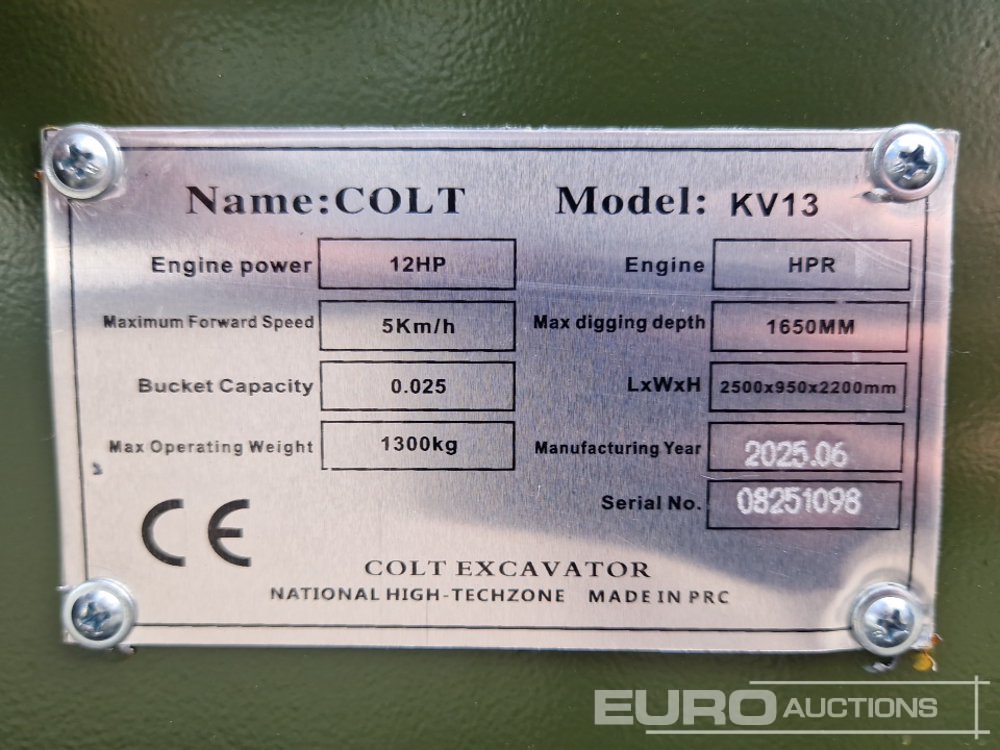 Name:COLT Model: KV13
Engine power 12HP Engine HPR
Maximum Forward Speed 5Km/h Max digging depth 1650MM
Bucket Capacity 0.025 LxWxH 2500x950x2200mm
Max Operating Weight 1300kg Manufacturing Year 2025.06
Serial No. 08251098
CE
COLT EXCAVATOR
NATIONAL HIGH-TECHZONE MADE IN PRC
EURO AUCTIONS